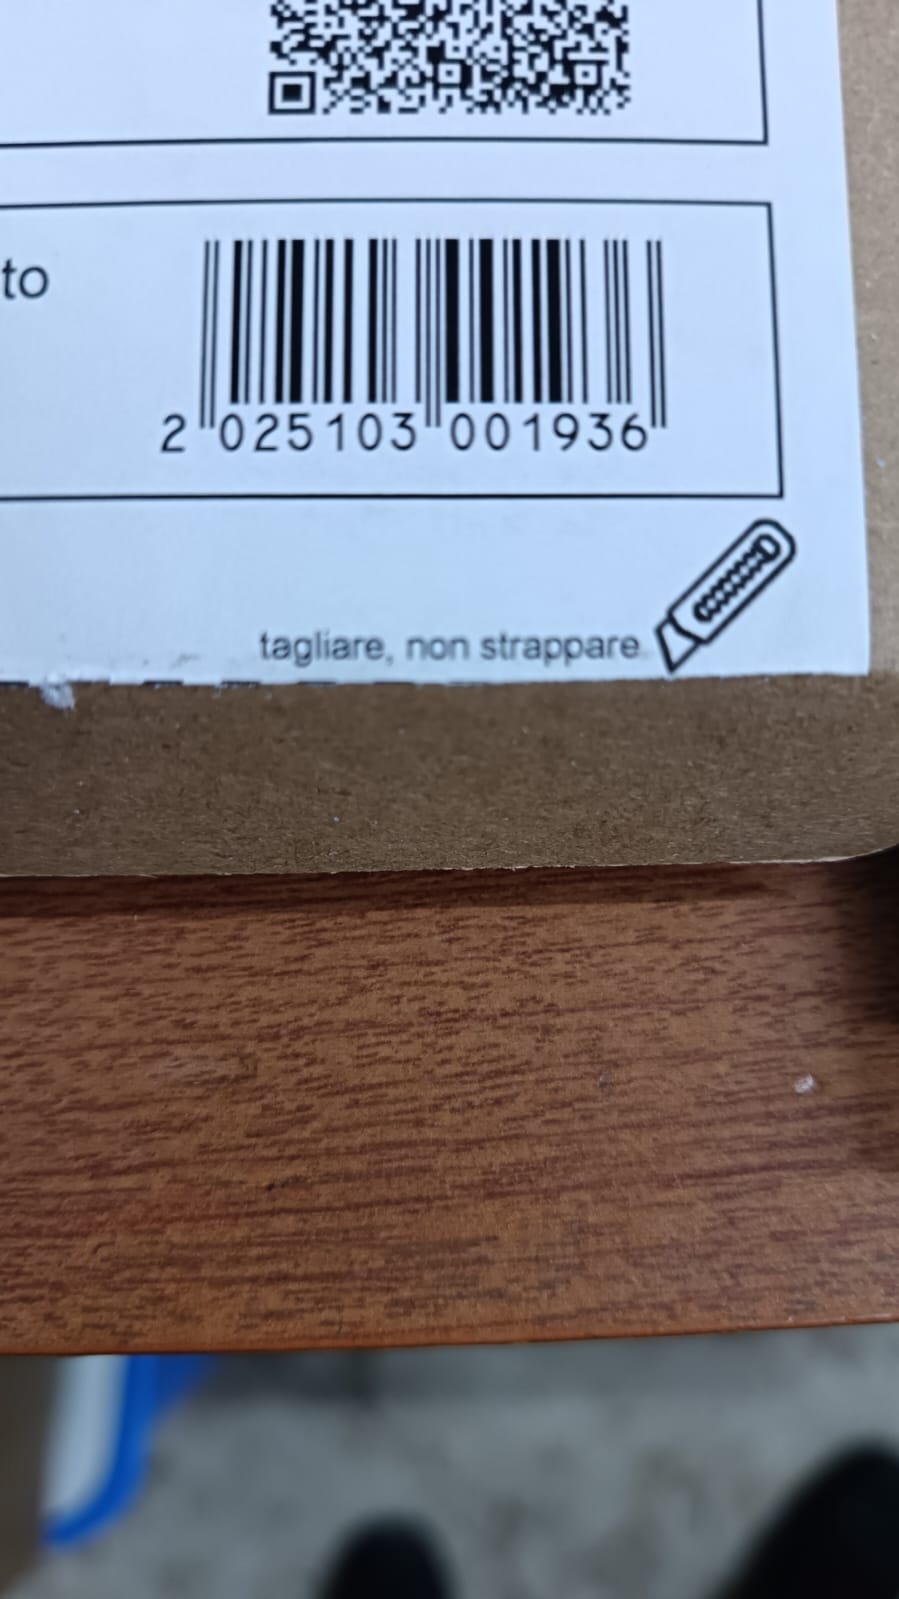 to
2 025103 001936
tagliare, non strappare